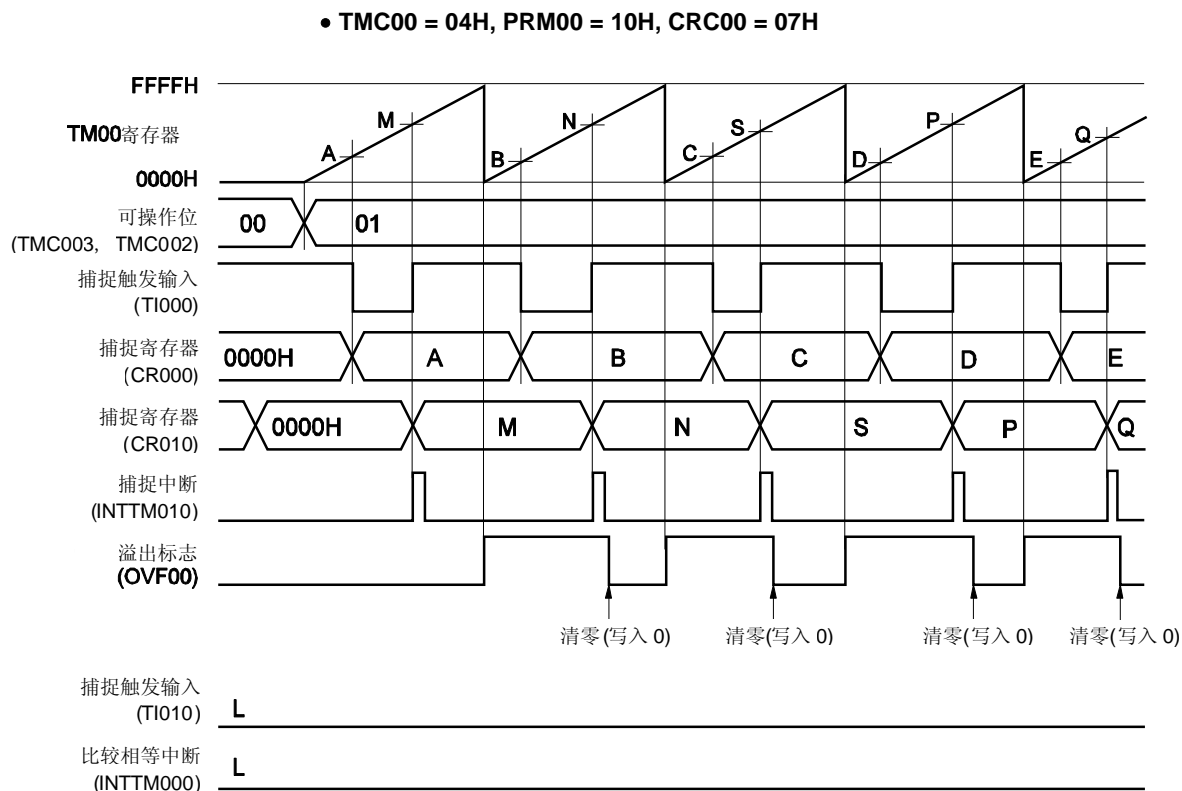 • TMC00 = 04H, PRM00 = 10H, CRC00 = 07H
FFFFH
TM00寄存器
0000H
A M B N C S D P E Q
可操作位
(TMC003, TMC002)
00 01
捕捉触发输入
(TI000)
捕捉寄存器
(CR000)
0000H A B C D E
捕捉寄存器
(CR010)
0000H M N S P Q
捕捉中断
(INTTM010)
溢出标志
(OVF00)
清零(写入 0) 清零(写入 0) 清零(写入 0) 清零(写入 0)
捕捉触发输入
(TI010)
L
比较相等中断
(INTTM000)
L